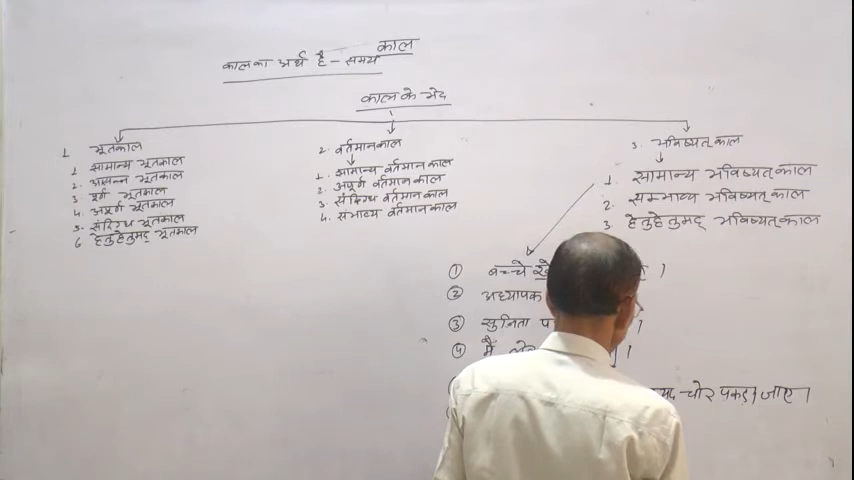 काल
काल का अर्थ है - समय
काल के भेद
1 भूतकाल
1 सामान्य भूतकाल
2. आसन्न भूतकाल
3. पूर्ण भूतकाल
4. अपूर्ण भूतकाल
5. संदिग्ध भूतकाल
6 हेतुहेतुमद् भूतकाल
2. वर्तमान काल
1. सामान्य वर्तमान काल
2. अपूर्ण वर्तमान काल
3. संदिग्ध वर्तमान काल
4. संभाव्य वर्तमान काल
3. भविष्यत् काल
1. सामान्य भविष्यत् काल
2. सम्भाव्य भविष्यत् काल
3. हेतुहेतुमद् भविष्यत् काल
① बच्चे
② अध्यापक
③ सुनिता
④ मैं
चोर पकड़ा जाए।